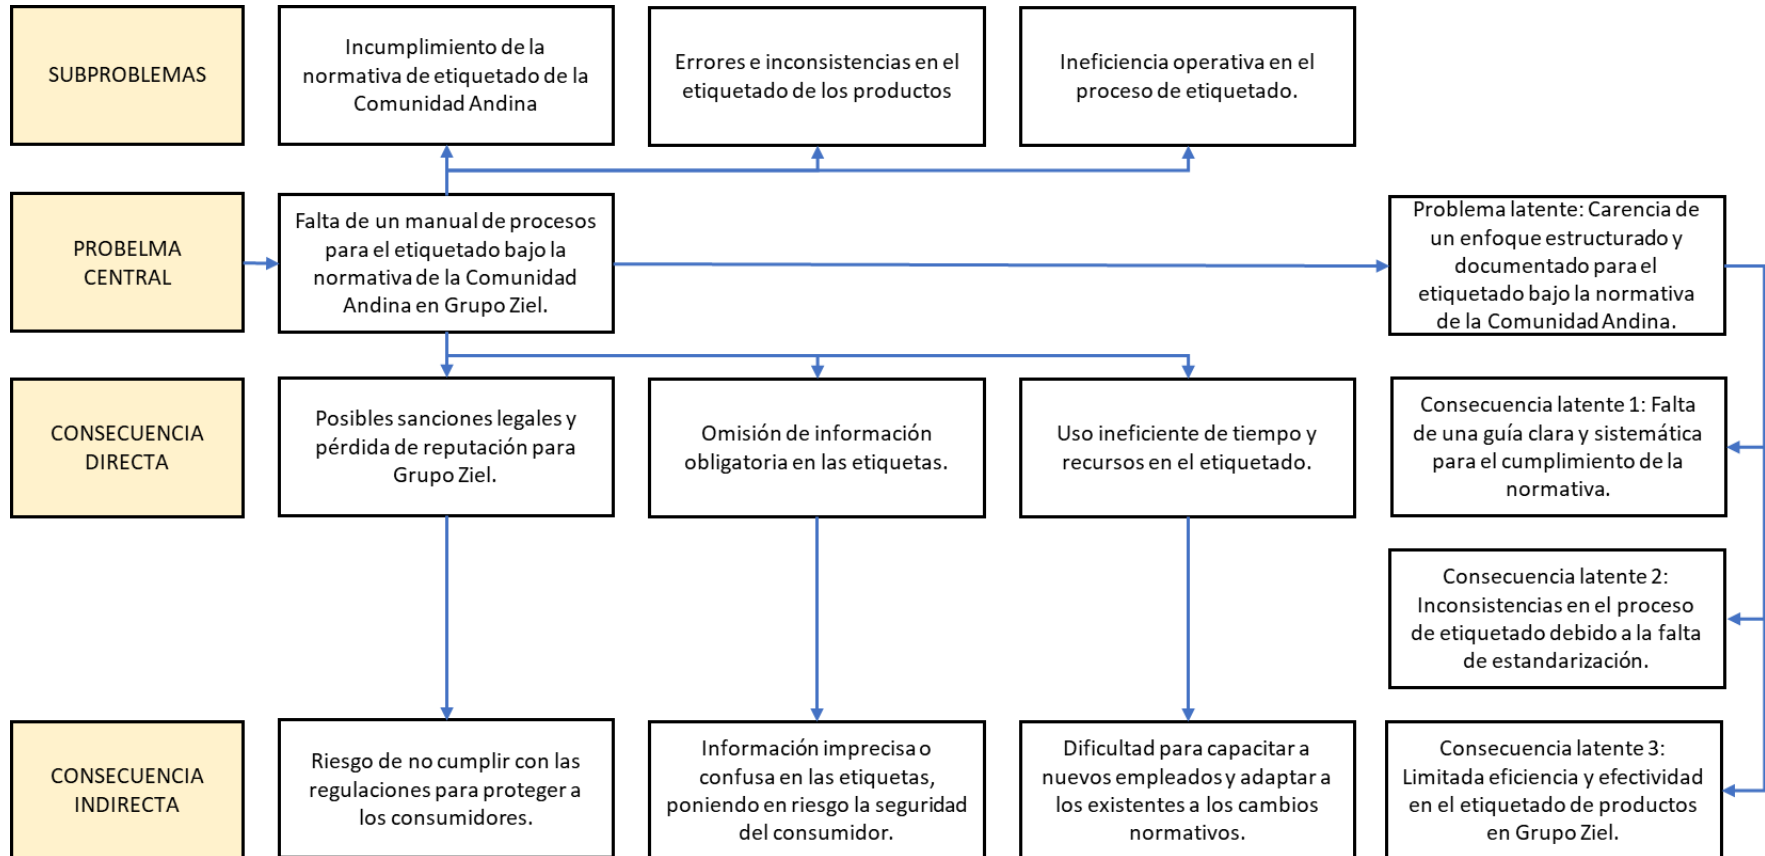 SUBPROBLEMAS
Incumplimiento de la
normativa de etiquetado de la
Comunidad Andina
Errores e inconsistencias en el
etiquetado de los productos
Ineficiencia operativa en el
proceso de etiquetado.
PROBELMA
CENTRAL
Falta de un manual de procesos
para el etiquetado bajo la
normativa de la Comunidad
Andina en Grupo Ziel.
Problema latente: Carencia de
un enfoque estructurado y
documentado para el
etiquetado bajo la normativa
de la Comunidad Andina.
CONSECUENCIA
DIRECTA
Posibles sanciones legales y
pérdida de reputación para
Grupo Ziel.
Omisión de información
obligatoria en las etiquetas.
Uso ineficiente de tiempo y
recursos en el etiquetado.
Consecuencia latente 1: Falta
de una guía clara y sistemática
para el cumplimiento de la
normativa.
Consecuencia latente 2:
Inconsistencias en el proceso
de etiquetado debido a la falta
de estandarización.
CONSECUENCIA
INDIRECTA
Riesgo de no cumplir con las
regulaciones para proteger a
los consumidores.
Información imprecisa o
confusa en las etiquetas,
poniendo en riesgo la seguridad
del consumidor.
Dificultad para capacitar a
nuevos empleados y adaptar a
los existentes a los cambios
normativos.
Consecuencia latente 3:
Limitada eficiencia y efectividad
en el etiquetado de productos
en Grupo Ziel.